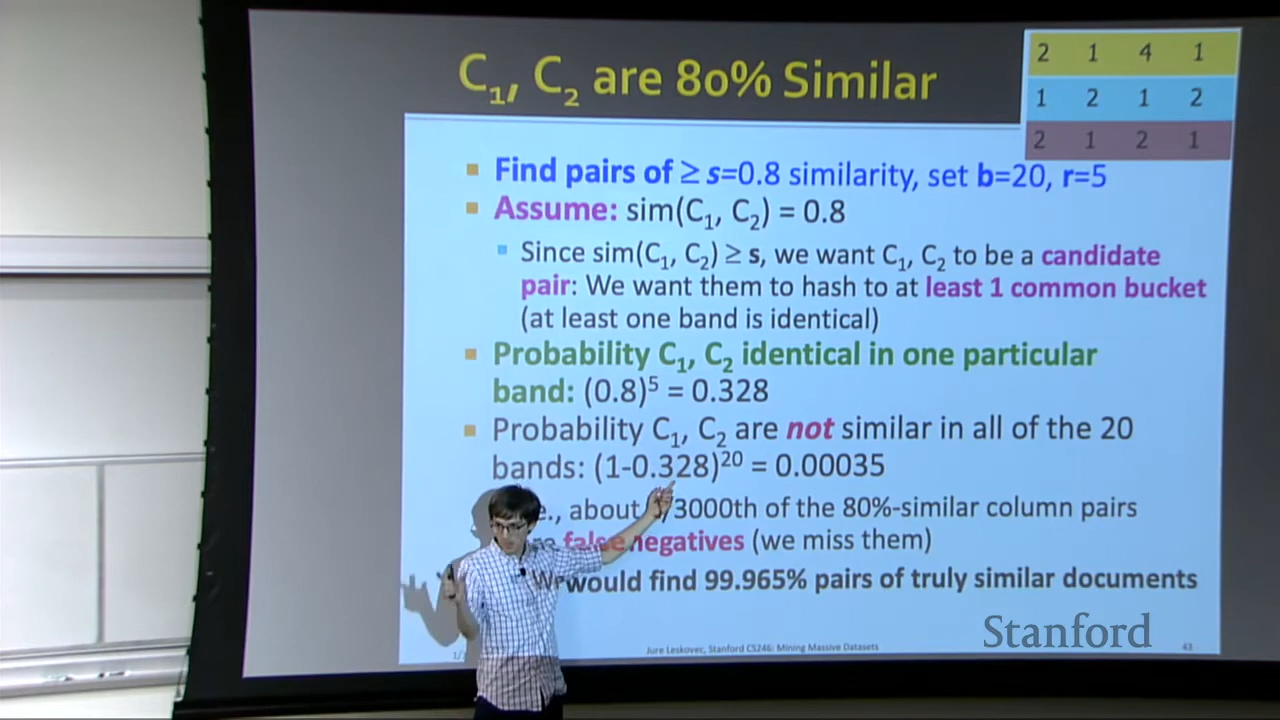 C1, C2 are 80% Similar
2 1 4 1
1 2 1 2
2 1 2 1
Find pairs of ≥ s=0.8 similarity, set b=20, r=5
Assume: sim(C1, C2) = 0.8
Since sim(C1, C2) ≥ s, we want C1, C2 to be a candidate
pair: We want them to hash to at least 1 common bucket
(at least one band is identical)
Probability C1, C2 identical in one particular
band: (0.8)^5 = 0.328
Probability C1, C2 are not similar in all of the 20
bands: (1-0.328)^20 = 0.00035
about /3000th of the 80%-similar column pairs
false negatives (we miss them)
would find 99.965% pairs of truly similar documents
Stanford
Jure Leskovec, Stanford CS246: Mining Massive Datasets
43